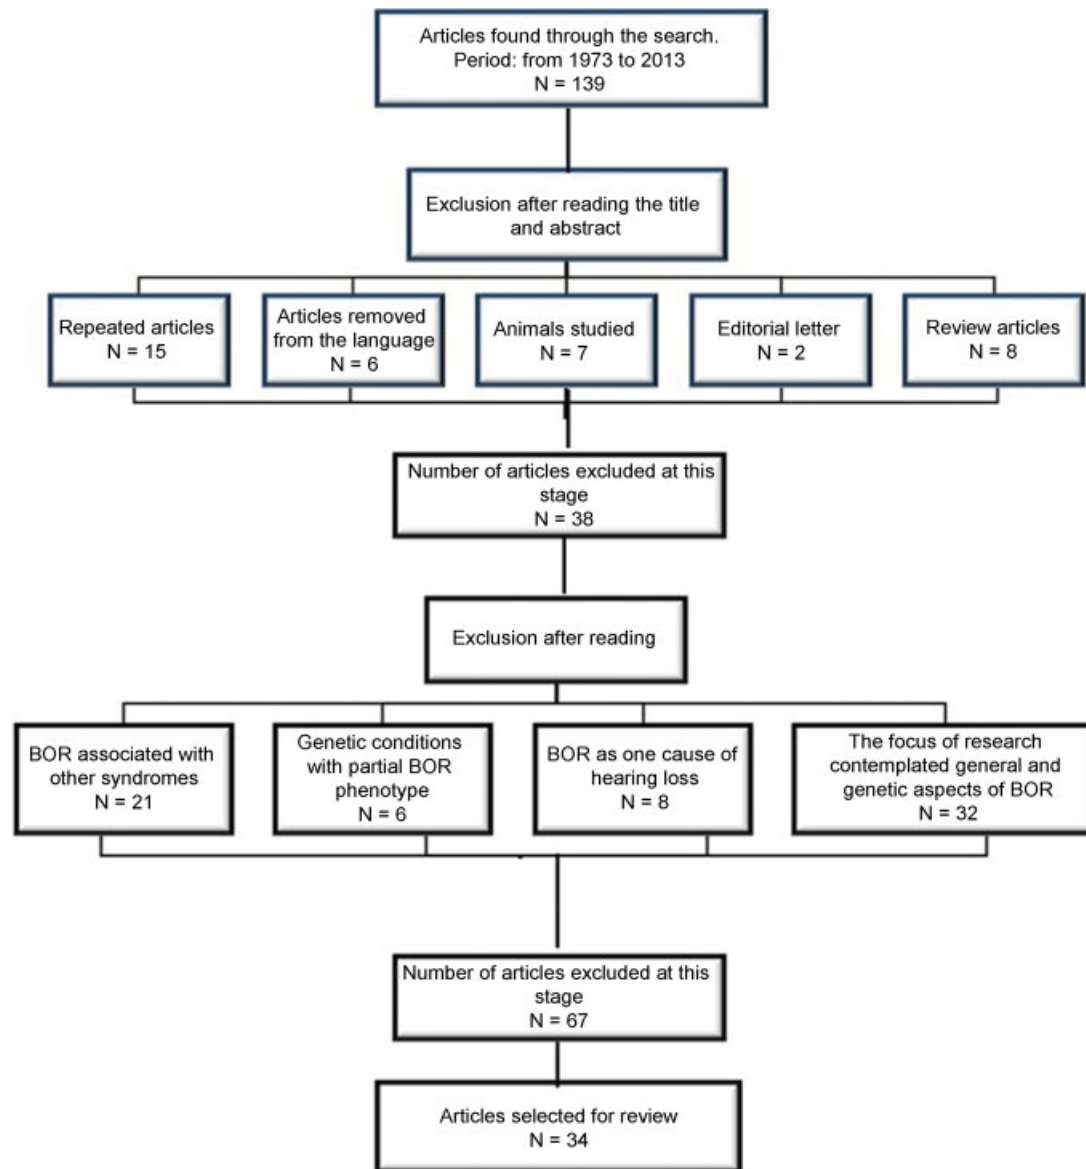 Articles found through the search.
Period: from 1973 to 2013
N = 139
Exclusion after reading the title
and abstract
Repeated articles
N = 15
Articles removed
from the language
N = 6
Animals studied
N = 7
Editorial letter
N = 2
Review articles
N = 8
Number of articles excluded at this
stage
N = 38
Exclusion after reading
BOR associated with
other syndromes
N = 21
Genetic conditions
with partial BOR
phenotype
N = 6
BOR as one cause of
hearing loss
N = 8
The focus of research
contemplated general and
genetic aspects of BOR
N = 32
Number of articles excluded at this
stage
N = 67
Articles selected for review
N = 34